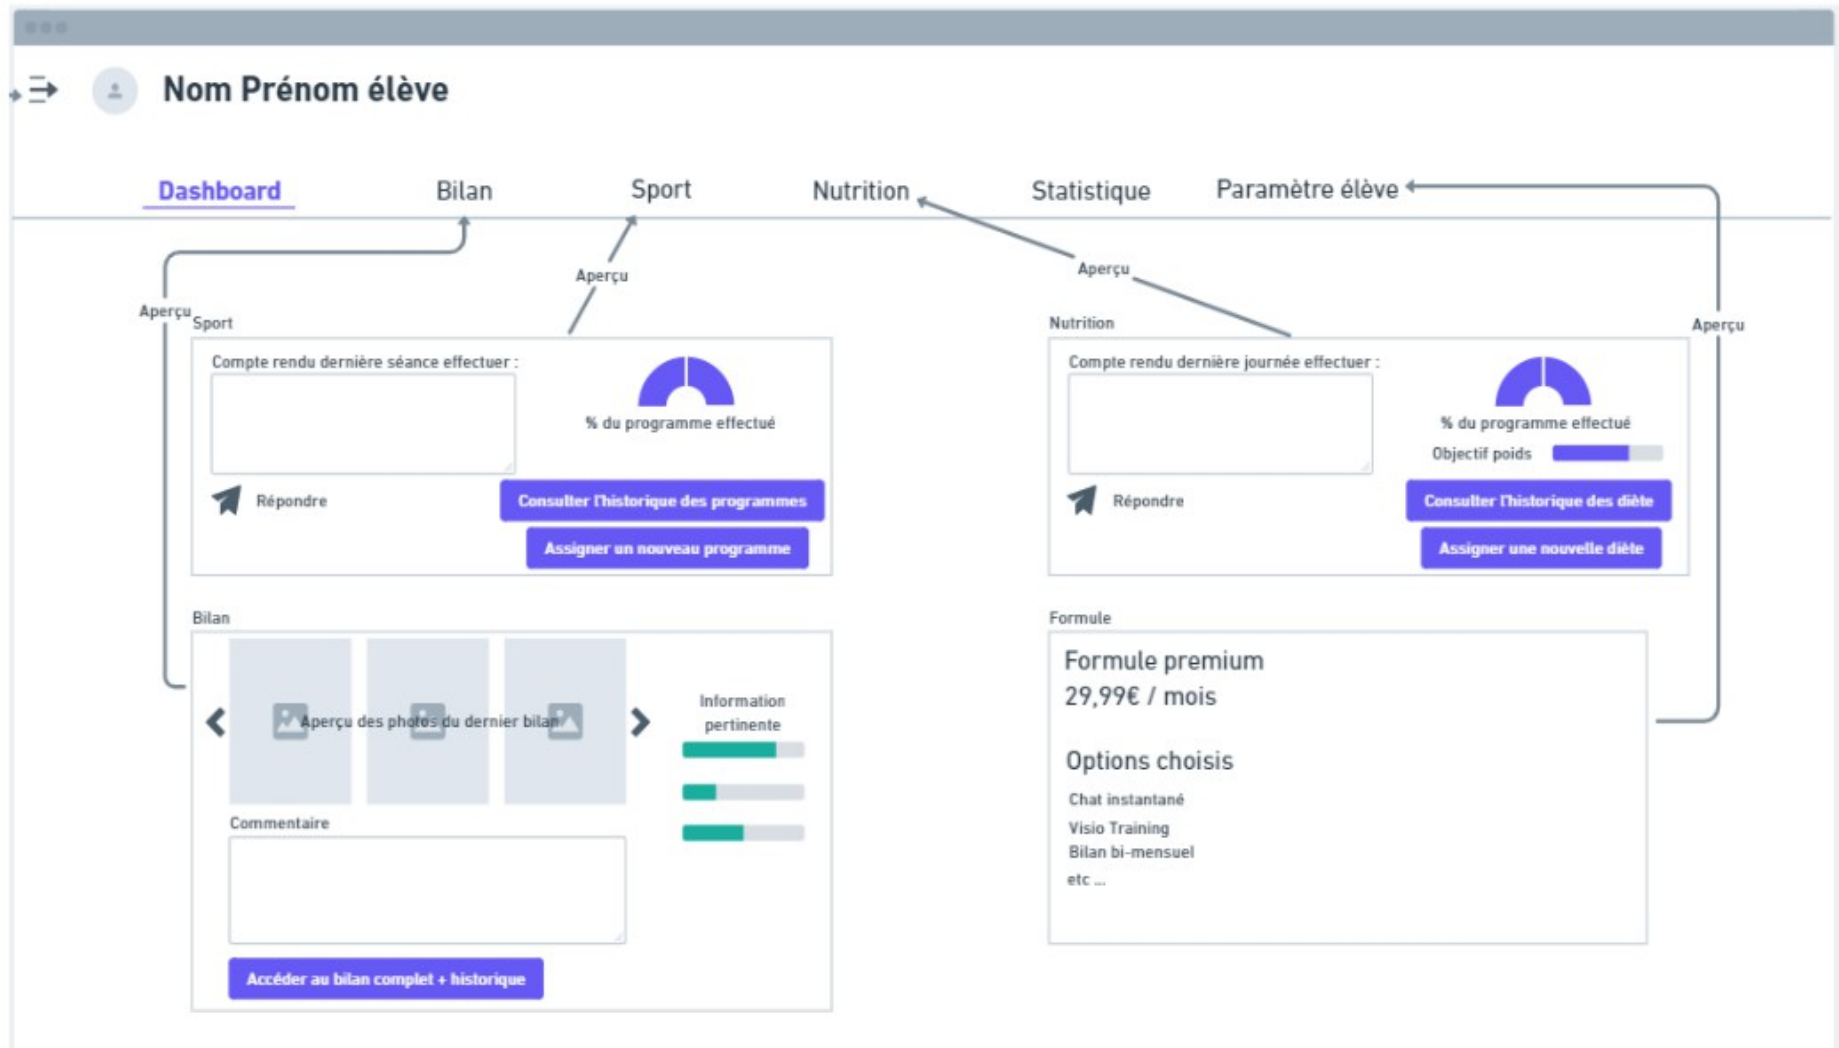 Nom Prénom élève
Dashboard
Bilan
Sport
Nutrition
Statistique
Paramètre élève
Aperçu
Aperçu
Aperçu
Aperçu
Sport
Compte rendu dernière séance effectuer :
% du programme effectué
Répondre
Consulter l'historique des programmes
Assigner un nouveau programme
Nutrition
Compte rendu dernière journée effectuer :
% du programme effectué
Objectif poids
Répondre
Consulter l'historique des diète
Assigner une nouvelle diète
Bilan
Aperçu des photos du dernier bilan
Information
pertinente
Commentaire
Accéder au bilan complet + historique
Formule
Formule premium
29,99€ / mois
Options choisis
Chat instantané
Visio Training
Bilan bi-mensuel
etc ...